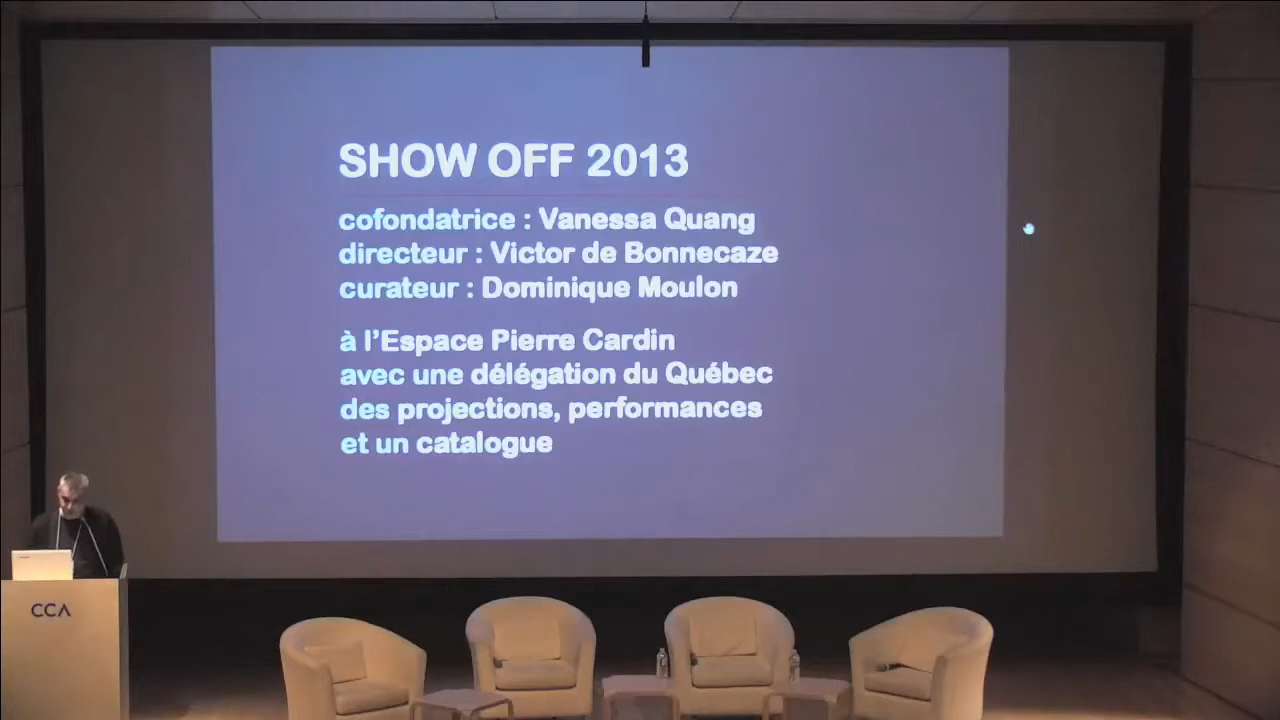 SHOW OFF 2013
cofondatrice : Vanessa Quang
directeur : Victor de Bonnecaze
curateur : Dominique Moulon
à l'Espace Pierre Cardin
avec une délégation du Québec
des projections, performances
et un catalogue
CCA